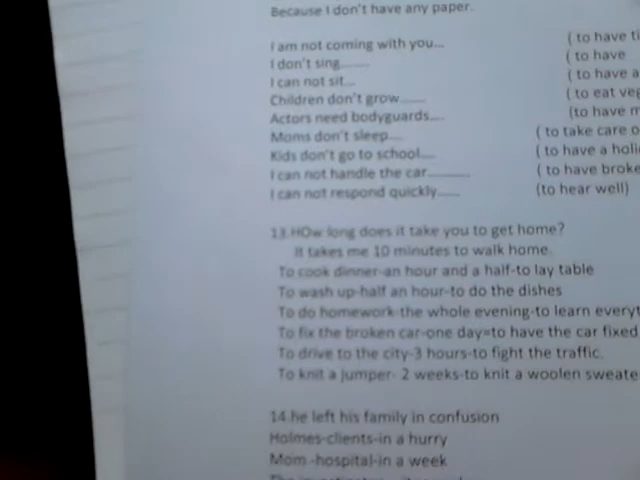 Because I don't have any paper.
I am not coming with you... ( to have ti
I don't sing........ ( to have
I can not sit... ( to have a
Children don't grow....... ( to eat veg
Actors need bodyguards.... (to have m
Moms don't sleep.... ( to take care o
Kids don't go to school.... ( to have a holi
I can not handle the car............ ( to have broke
I can not respond quickly...... (to hear well)
13.HOw long does it take you to get home?
It takes me 10 minutes to walk home.
To cook dinner-an hour and a half-to lay table
To wash up-half an hour-to do the dishes
To do homework-the whole evening-to learn everyt
To fix the broken car-one day=to have the car fixed
To drive to the city-3 hours-to fight the traffic.
To knit a jumper- 2 weeks-to knit a woolen sweate
14.he left his family in confusion
Holmes-clients-in a hurry
Mom -hospital-in a week